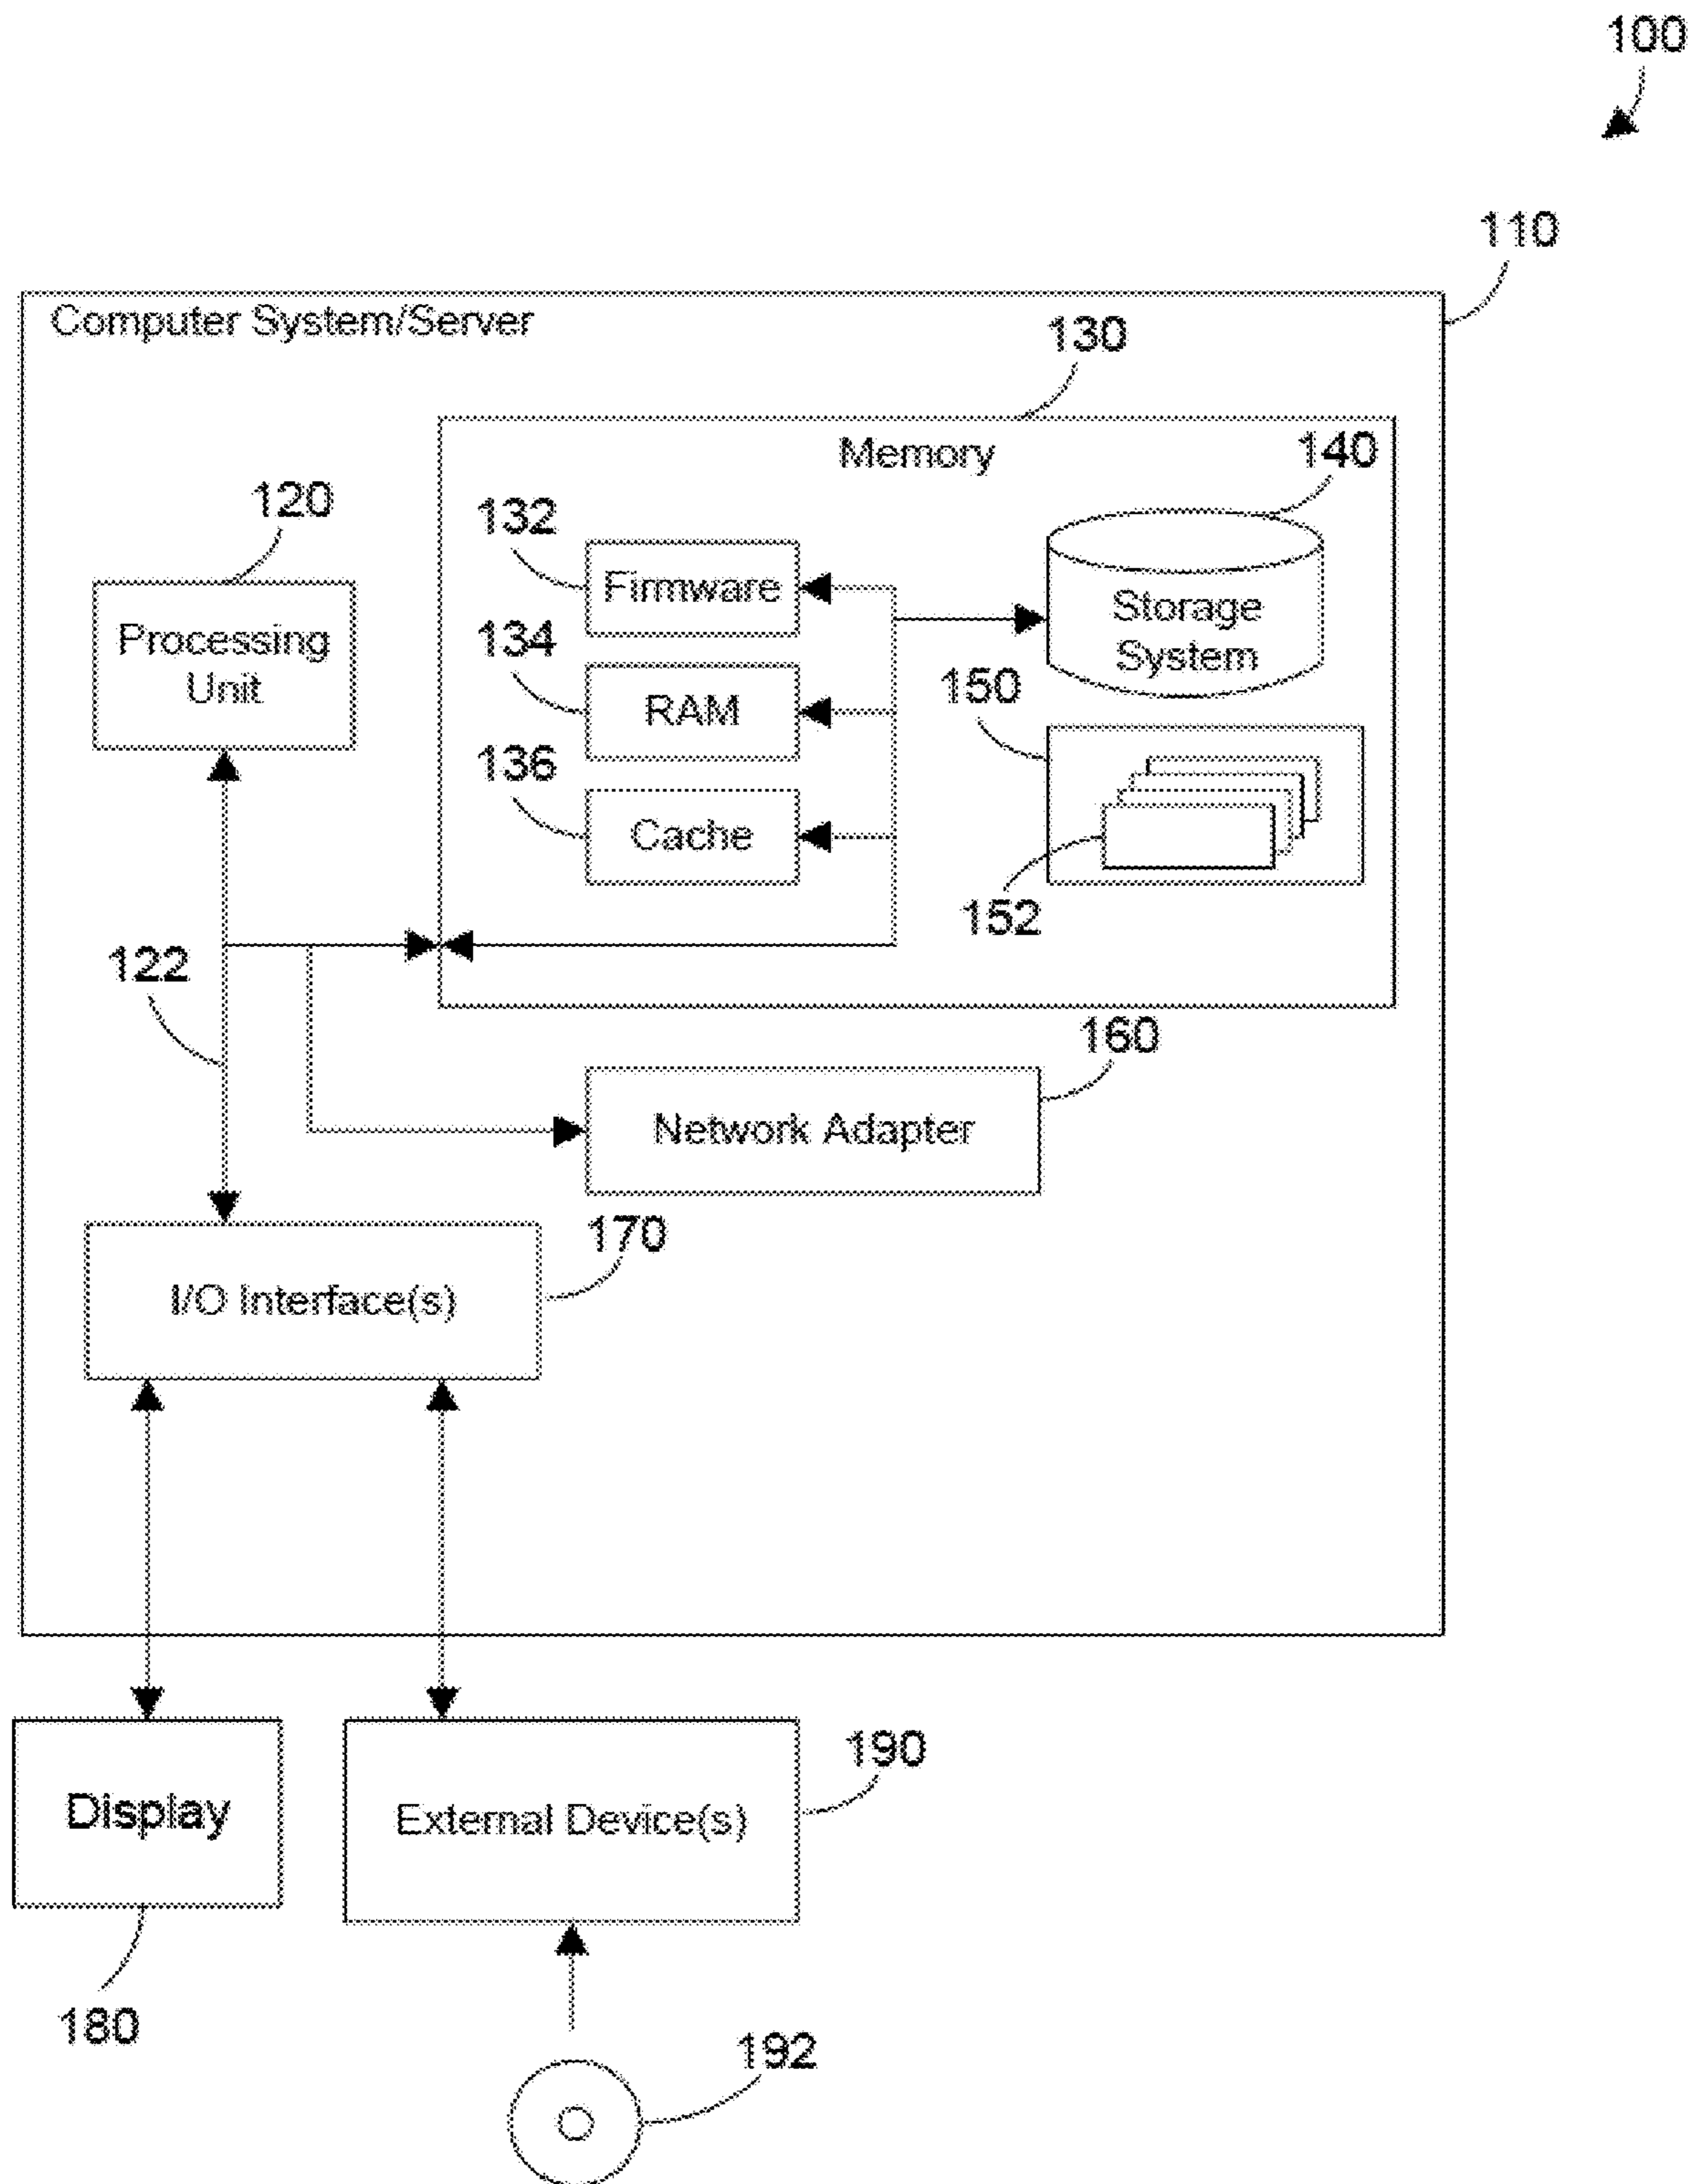 100
110
Computer System/Server
130
Memory
140
120
132
Firmware
Storage
System
Processing
Unit
134
RAM
150
136
Cache
152
122
160
Network Adapter
170
I/O Interface(s)
190
Display
External Device(s)
180
192